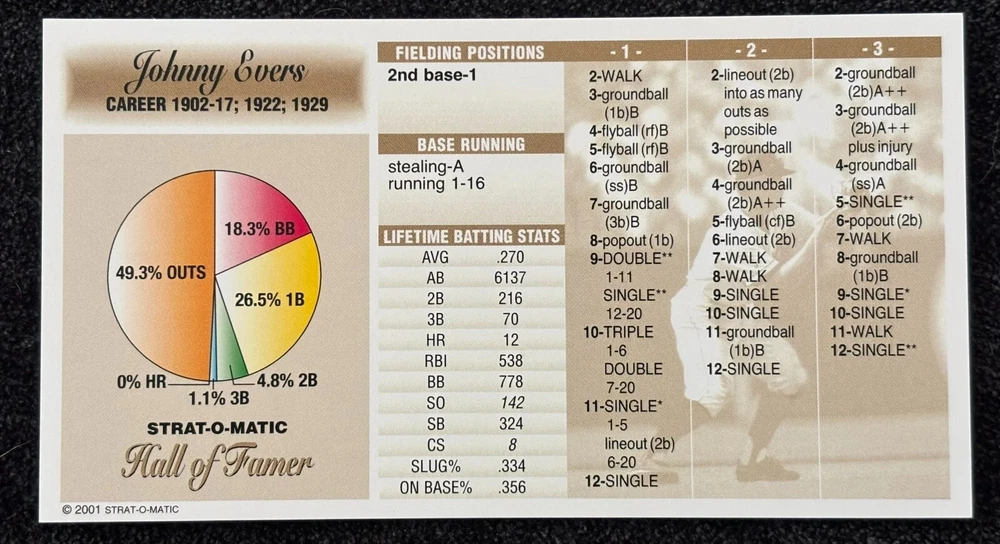 Johnny Evers
CAREER 1902-17; 1922; 1929
18.3% BB
49.3% OUTS
26.5% 1B
0% HR
4.8% 2B
1.1% 3B
STRAT-O-MATIC
Hall of Famer
© 2001 STRAT-O-MATIC
FIELDING POSITIONS
2nd base-1
BASE RUNNING
stealing-A
running 1-16
LIFETIME BATTING STATS
AVG .270
AB 6137
2B 216
3B 70
HR 12
RBI 538
BB 778
SO 142
SB 324
CS 8
SLUG% .334
ON BASE% .356
- 1 -
2-WALK
3-groundball
(1b)B
4-flyball (rf)B
5-flyball (rf)B
6-groundball
(ss)B
7-groundball
(3b)B
8-popout (1b)
9-DOUBLE**
1-11
SINGLE**
12-20
10-TRIPLE
1-6
DOUBLE
7-20
11-SINGLE*
1-5
lineout (2b)
6-20
12-SINGLE
- 2 -
2-lineout (2b)
into as many
outs as
possible
3-groundball
(2b)A
4-groundball
(2b)A++
5-flyball (cf)B
6-lineout (2b)
7-WALK
8-WALK
9-SINGLE
10-SINGLE
11-groundball
(1b)B
12-SINGLE
- 3 -
2-groundball
(2b)A++
3-groundball
(2b)A++
plus injury
4-groundball
(ss)A
5-SINGLE**
6-popout (2b)
7-WALK
8-groundball
(1b)B
9-SINGLE*
10-SINGLE
11-WALK
12-SINGLE**